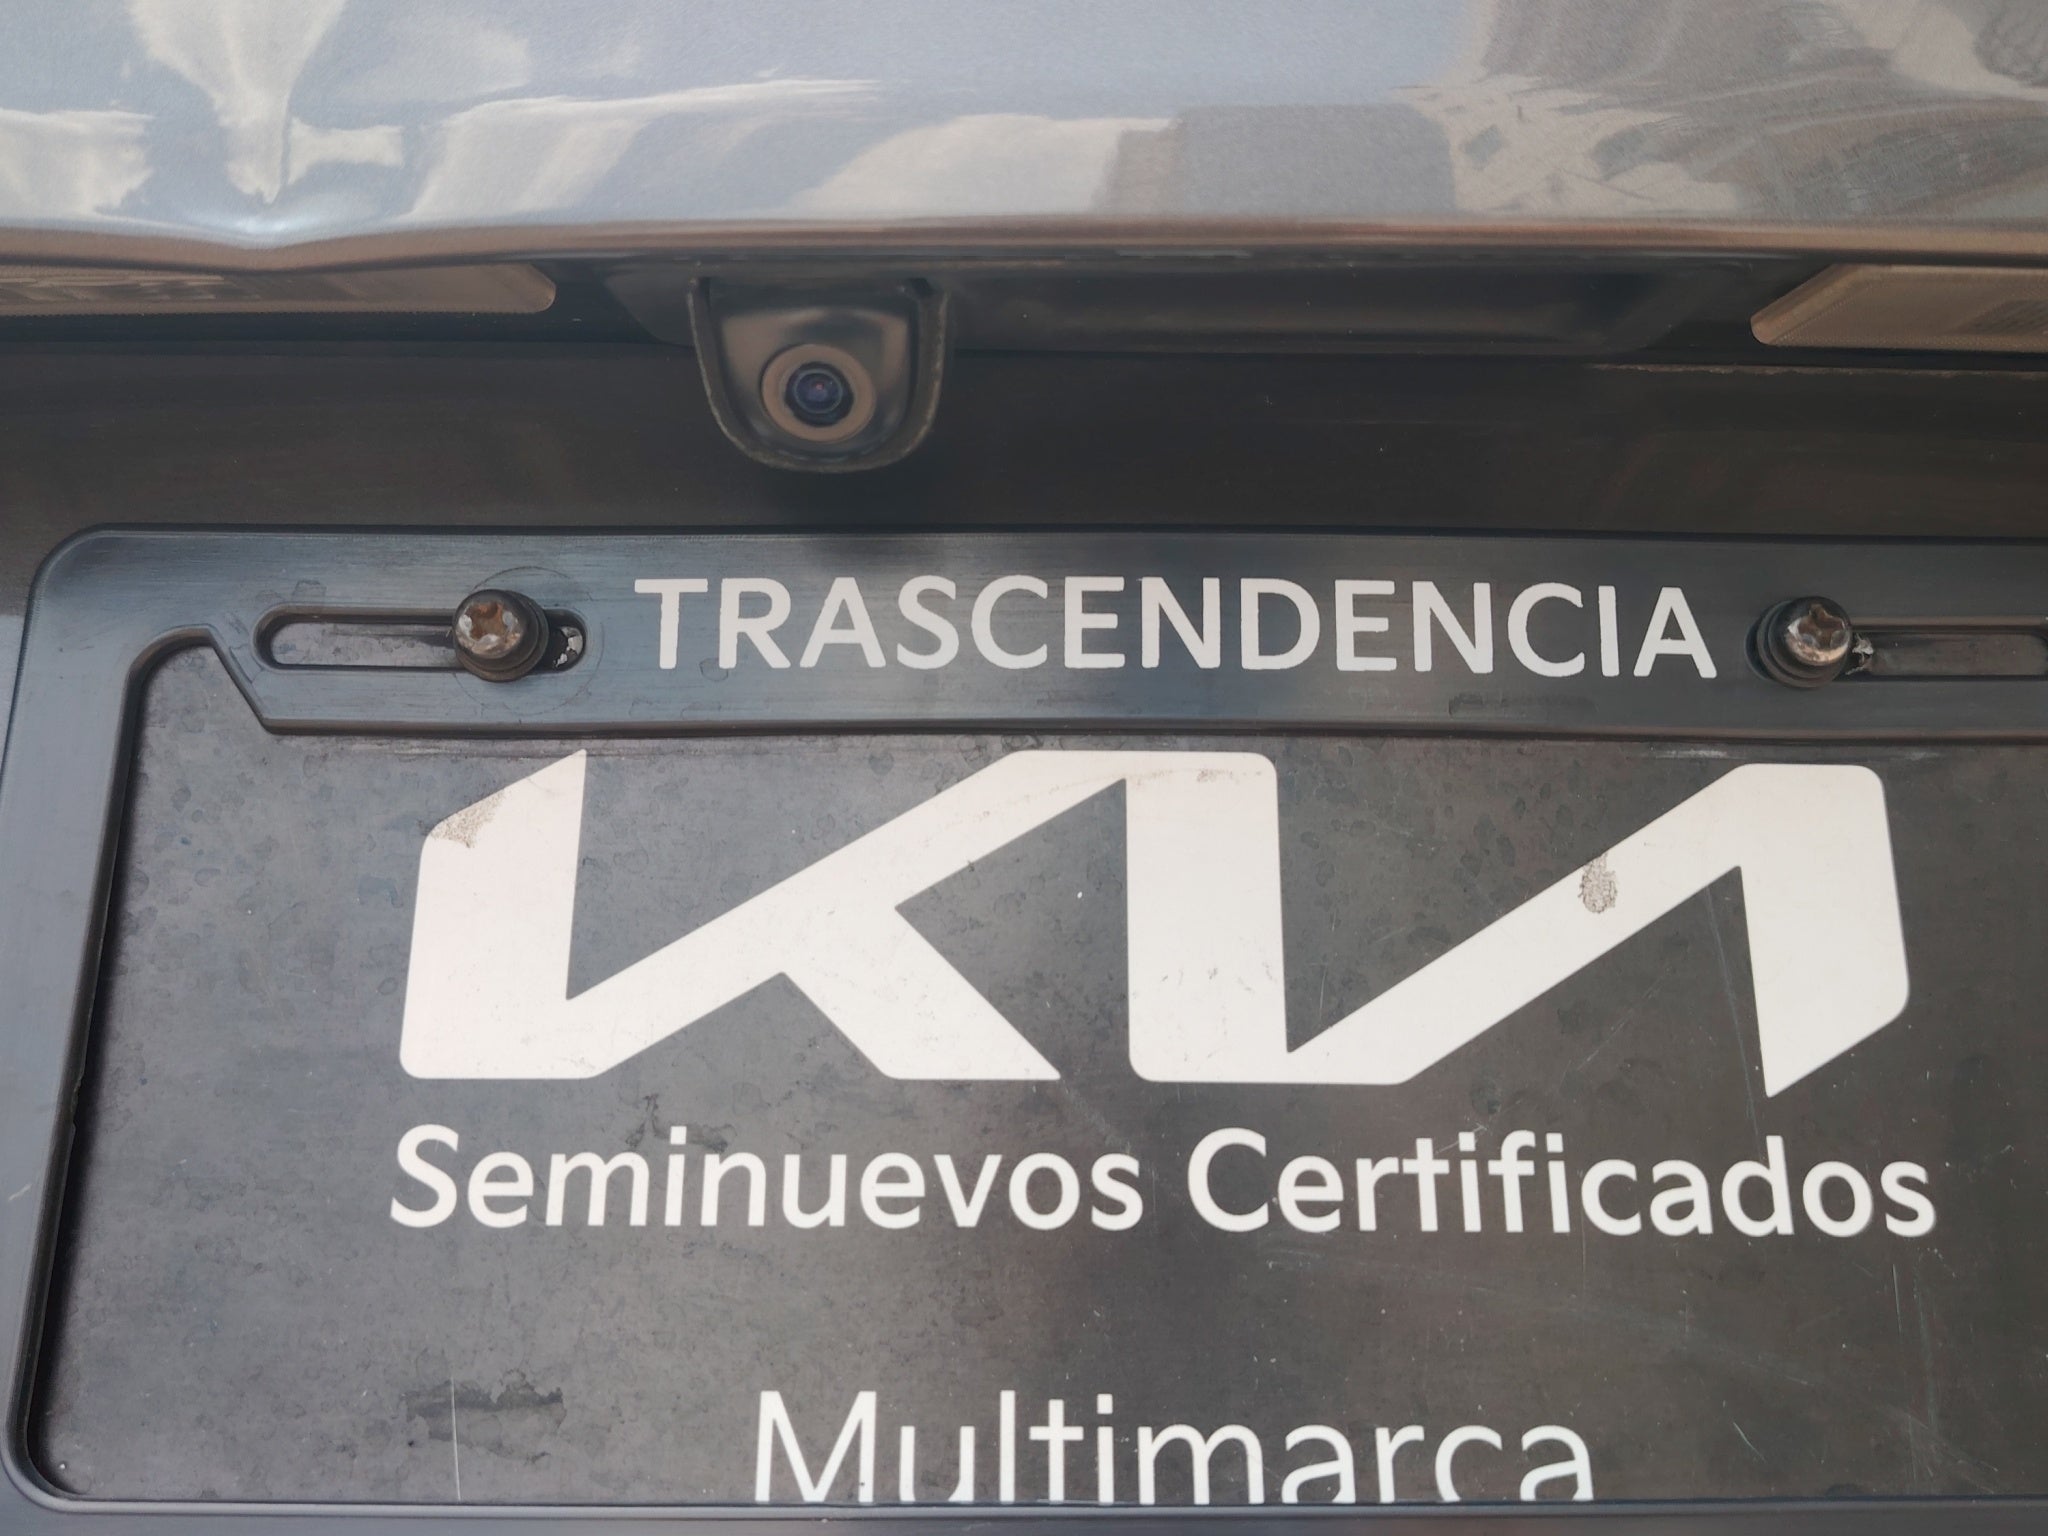 TRASCENDENCIA
KIA
Seminuevos Certificados
Multimarca